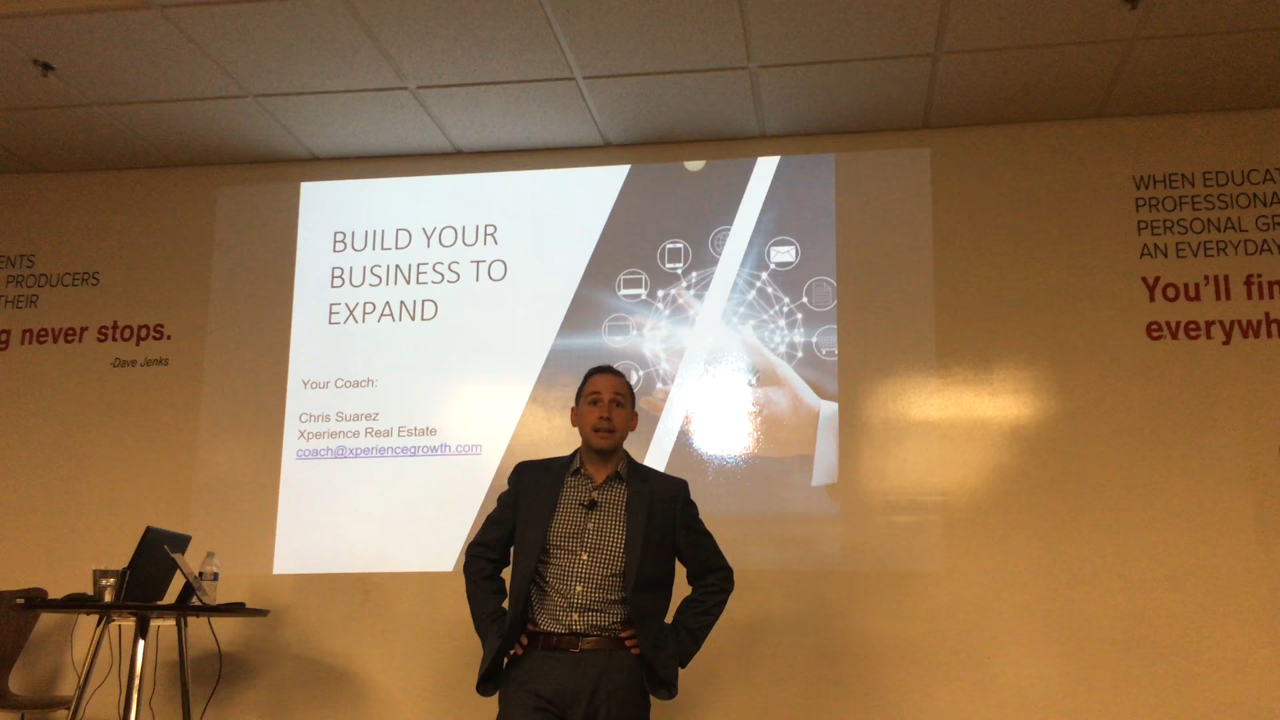 ENTS
PRODUCERS
THEIR
g never stops.
-Dave Jenks
BUILD YOUR
BUSINESS TO
EXPAND
Your Coach:
Chris Suarez
Xperience Real Estate
coach@xperiencegrowth.com
WHEN EDUCA
PROFESSIONA
PERSONAL GR
AN EVERYDAY
You'll fin
everywh